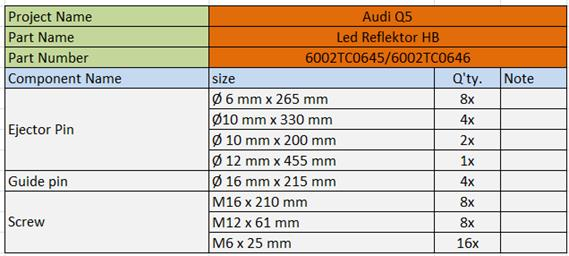 Project Name Audi Q5
Part Name Led Reflektor HB
Part Number 6002TC0645/6002TC0646
Component Name size Q'ty. Note
Ejector Pin
Ø 6 mm x 265 mm 8x
Ø10 mm x 330 mm 4x
Ø 10 mm x 200 mm 2x
Ø 12 mm x 455 mm 1x
Guide pin Ø 16 mm x 215 mm 4x
Screw
M16 x 210 mm 8x
M12 x 61 mm 8x
M6 x 25 mm 16x